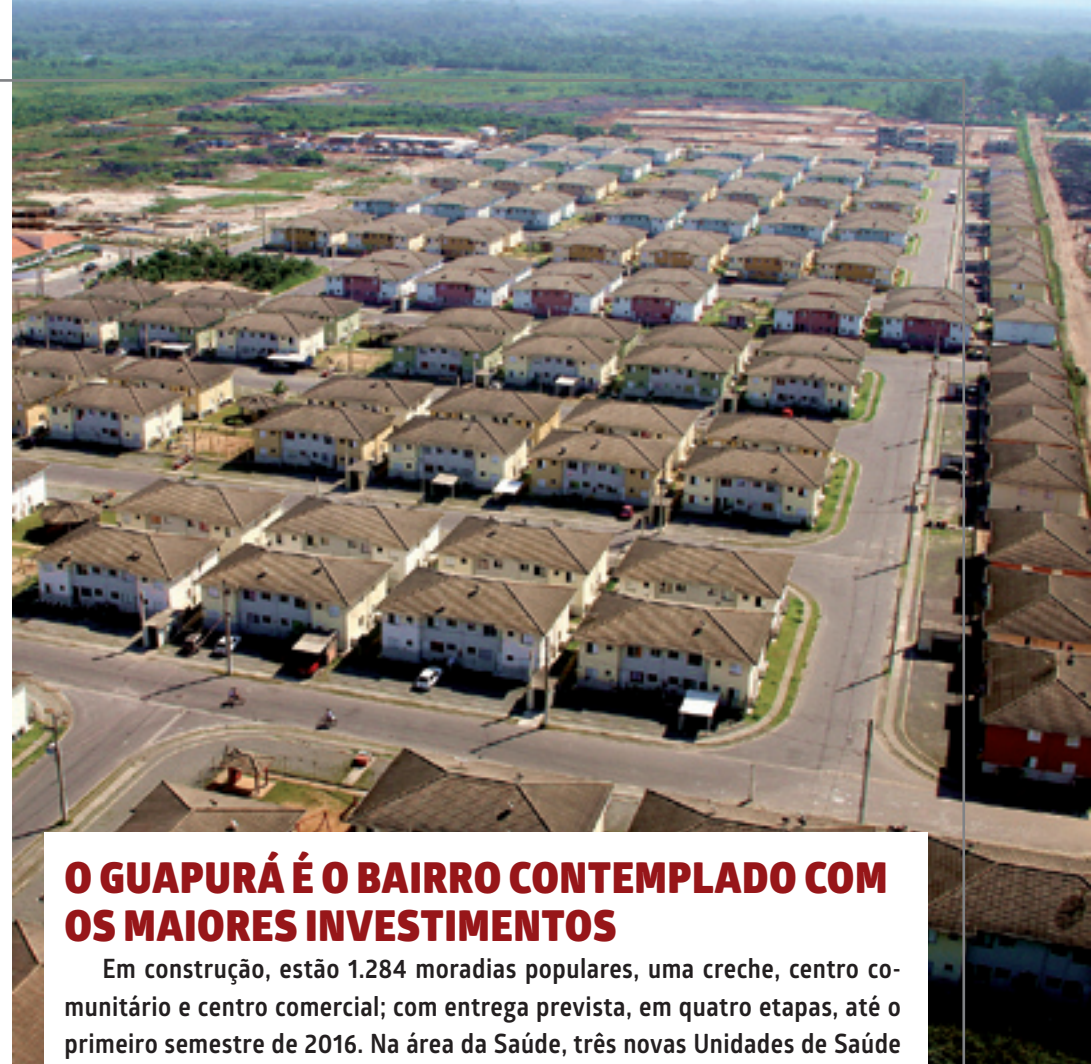 O GUAPURÁ É O BAIRRO CONTEMPLADO COM
OS MAIORES INVESTIMENTOS
Em construção, estão 1.284 moradias populares, uma creche, centro co-
munitário e centro comercial; com entrega prevista, em quatro etapas, até o
primeiro semestre de 2016. Na área da Saúde, três novas Unidades de Saúde